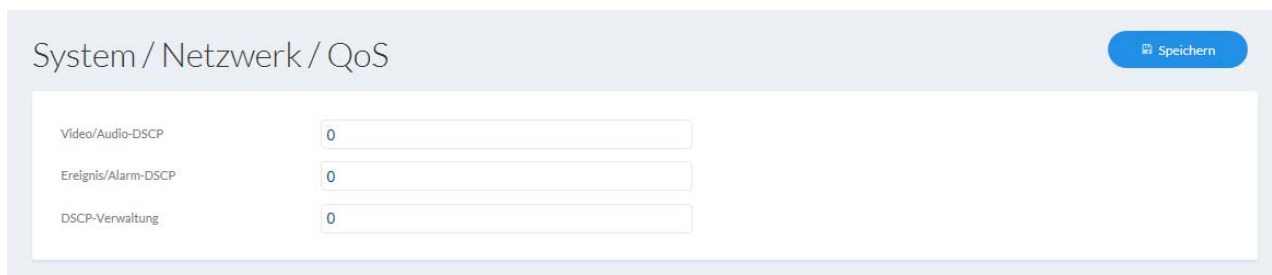 System / Netzwerk / QoS
Speichern
Video/Audio-DSCP
0
Ereignis/Alarm-DSCP
0
DSCP-Verwaltung
0